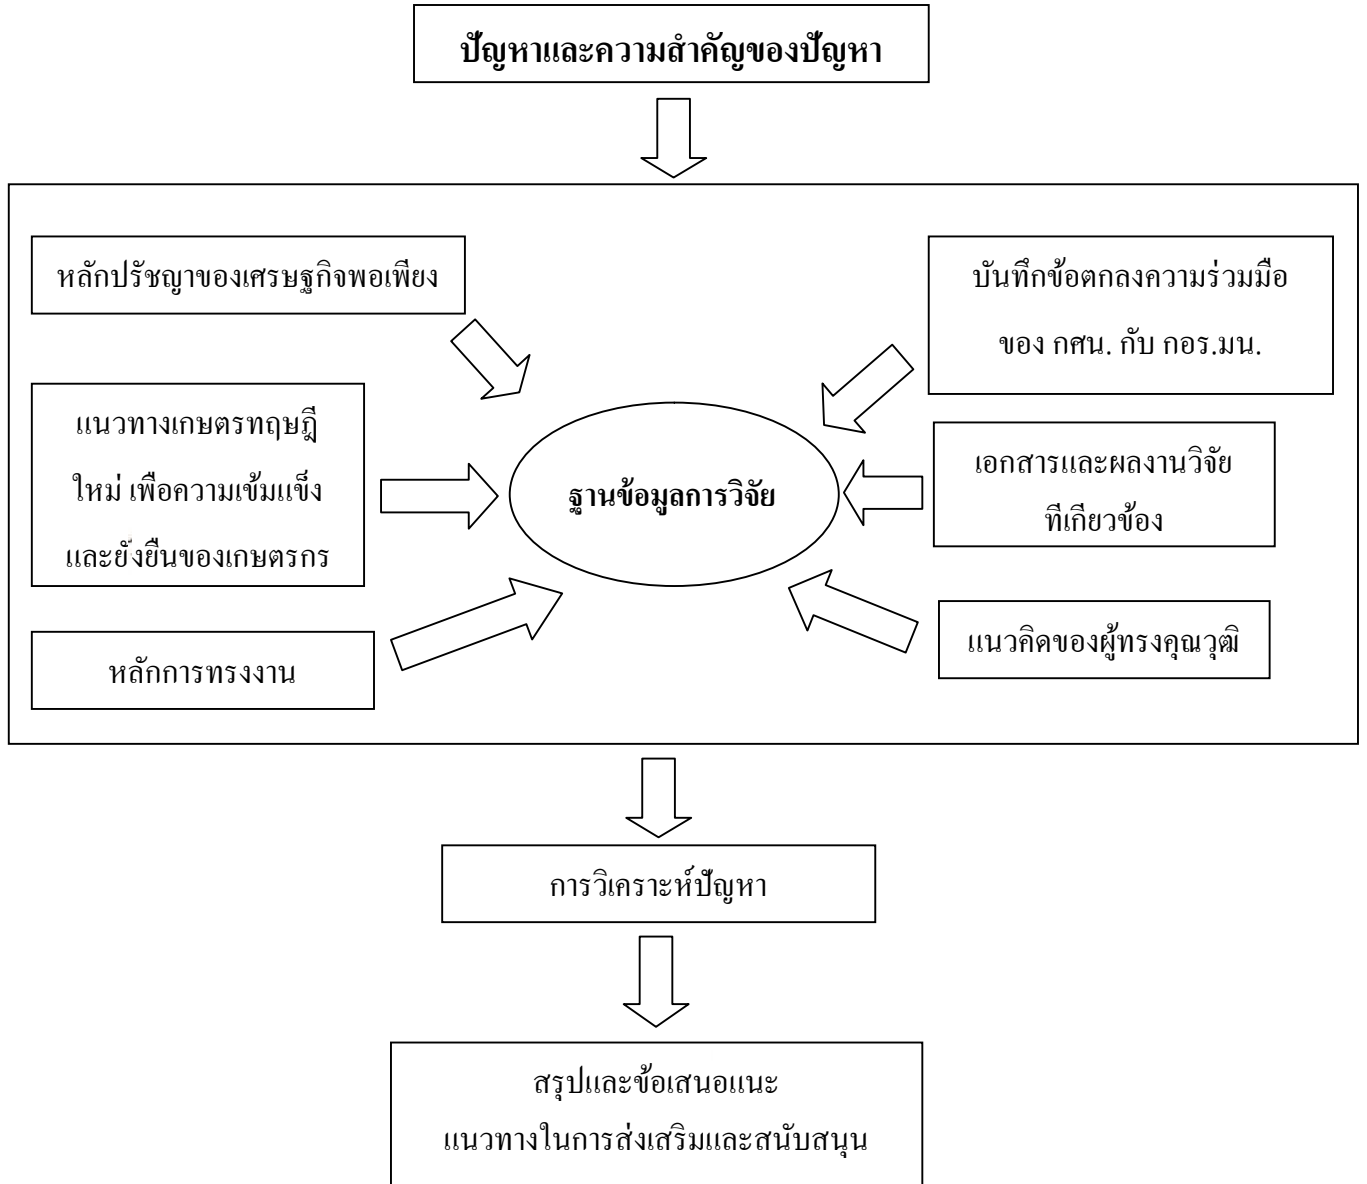 ปัญหาและความสำคัญของปัญหา
หลักปรัชญาของเศรษฐกิจพอเพียง
แนวทางเกษตรทฤษฎี
ใหม่ เพื่อความเข้มแข็ง
และยั่งยืนของเกษตรกร
หลักการทรงงาน
ฐานข้อมูลการวิจัย
บันทึกข้อตกลงความร่วมมือ
ของ กศน. กับ กอร.มน.
เอกสารและผลงานวิจัย
ที่เกี่ยวข้อง
แนวคิดของผู้ทรงคุณวุฒิ
การวิเคราะห์ปัญหา
สรุปและข้อเสนอแนะ
แนวทางในการส่งเสริมและสนับสนุน